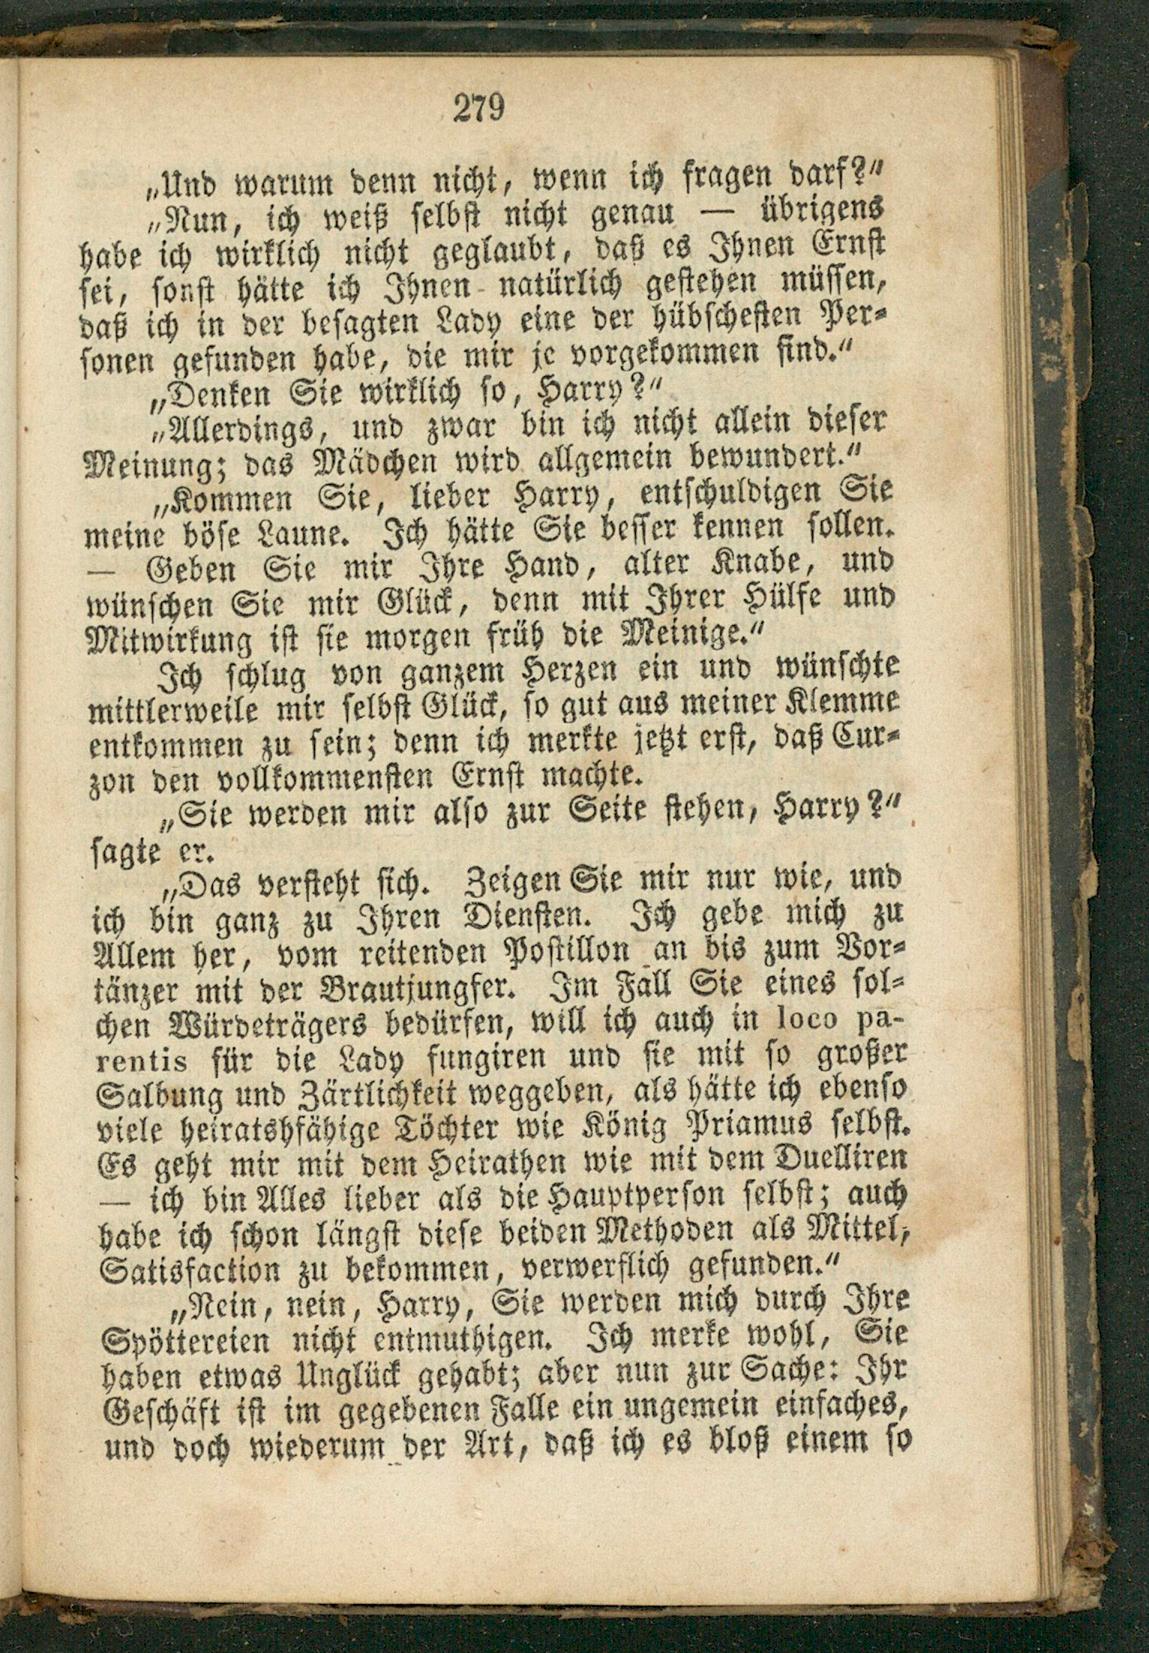 279
„Und warum denn nicht, wenn ich fragen darf?“
„Nun, ich weiß selbst nicht genau — übrigens
habe ich wirklich nicht geglaubt, daß es Ihnen Ernst
sei, sonst hätte ich Ihnen natürlich gestehen müssen,
daß ich in der besagten Lady eine der hübschesten Per-
sonen gefunden habe, die mir je vorgekommen sind.“
„Denken Sie wirklich so, Harry?“
„Allerdings, und zwar bin ich nicht allein dieser
Meinung; das Mädchen wird allgemein bewundert.“
„Kommen Sie, lieber Harry, entschuldigen Sie
meine böse Laune. Ich hätte Sie besser kennen sollen.
— Geben Sie mir Ihre Hand, alter Knabe, und
wünschen Sie mir Glück, denn mit Ihrer Hülfe und
Mitwirkung ist sie morgen früh die Meinige.“
Ich schlug von ganzem Herzen ein und wünschte
mittlerweile mir selbst Glück, so gut aus meiner Klemme
entkommen zu sein; denn ich merkte jetzt erst, daß Cur-
zon den vollkommensten Ernst machte.
„Sie werden mir also zur Seite stehen, Harry?“
sagte er.
„Das versteht sich. Zeigen Sie mir nur wie, und
ich bin ganz zu Ihren Diensten. Ich gebe mich zu
Allem her, vom reitenden Postillon an bis zum Vor-
tänzer mit der Brautjungfer. Im Fall Sie eines sol-
chen Würdeträgers bedürfen, will ich auch in loco pa-
rentis für die Lady fungiren und sie mit so großer
Salbung und Zärtlichkeit weggeben, als hätte ich ebenso
viele heiratshfähige Töchter wie König Priamus selbst.
Es geht mir mit dem Heirathen wie mit dem Duelliren
— ich bin Alles lieber als die Hauptperson selbst; auch
habe ich schon längst diese beiden Methoden als Mittel,
Satisfaction zu bekommen, verwerflich gefunden.“
„Nein, nein, Harry, Sie werden mich durch Ihre
Spöttereien nicht entmuthigen. Ich merke wohl, Sie
haben etwas Unglück gehabt; aber nun zur Sache: Ihr
Geschäft ist im gegebenen Falle ein ungemein einfaches,
und doch wiederum der Art, daß ich es bloß einem so